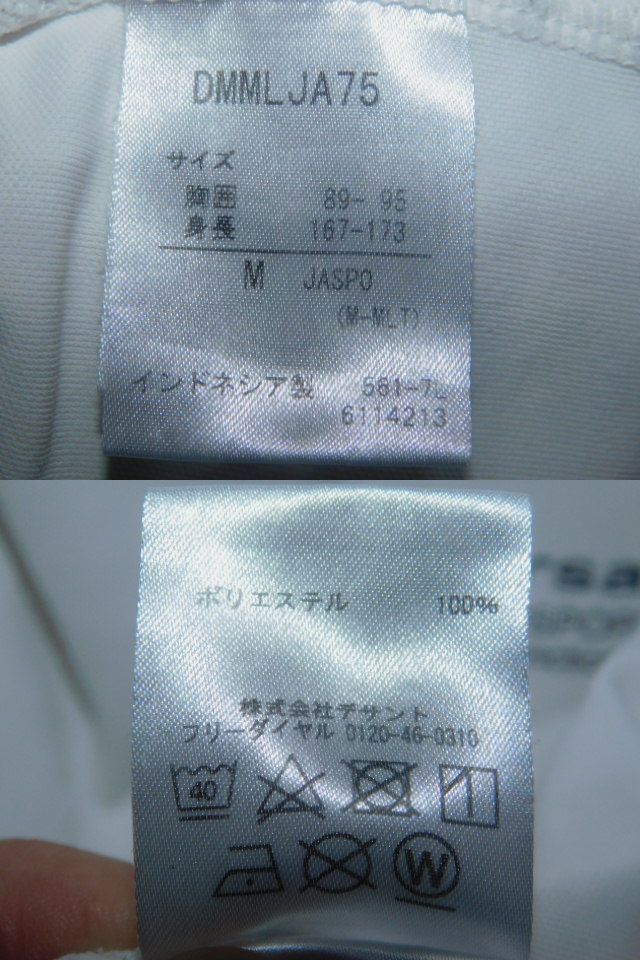 DMMLJA75
サイズ
胸囲 89- 95
身長 167-173
M JASPO
(M-MLT)
インドネシア製 561-7L
6114213
ポリエステル 100%
株式会社デサント
フリーダイヤル 0120-46-0310
40
W